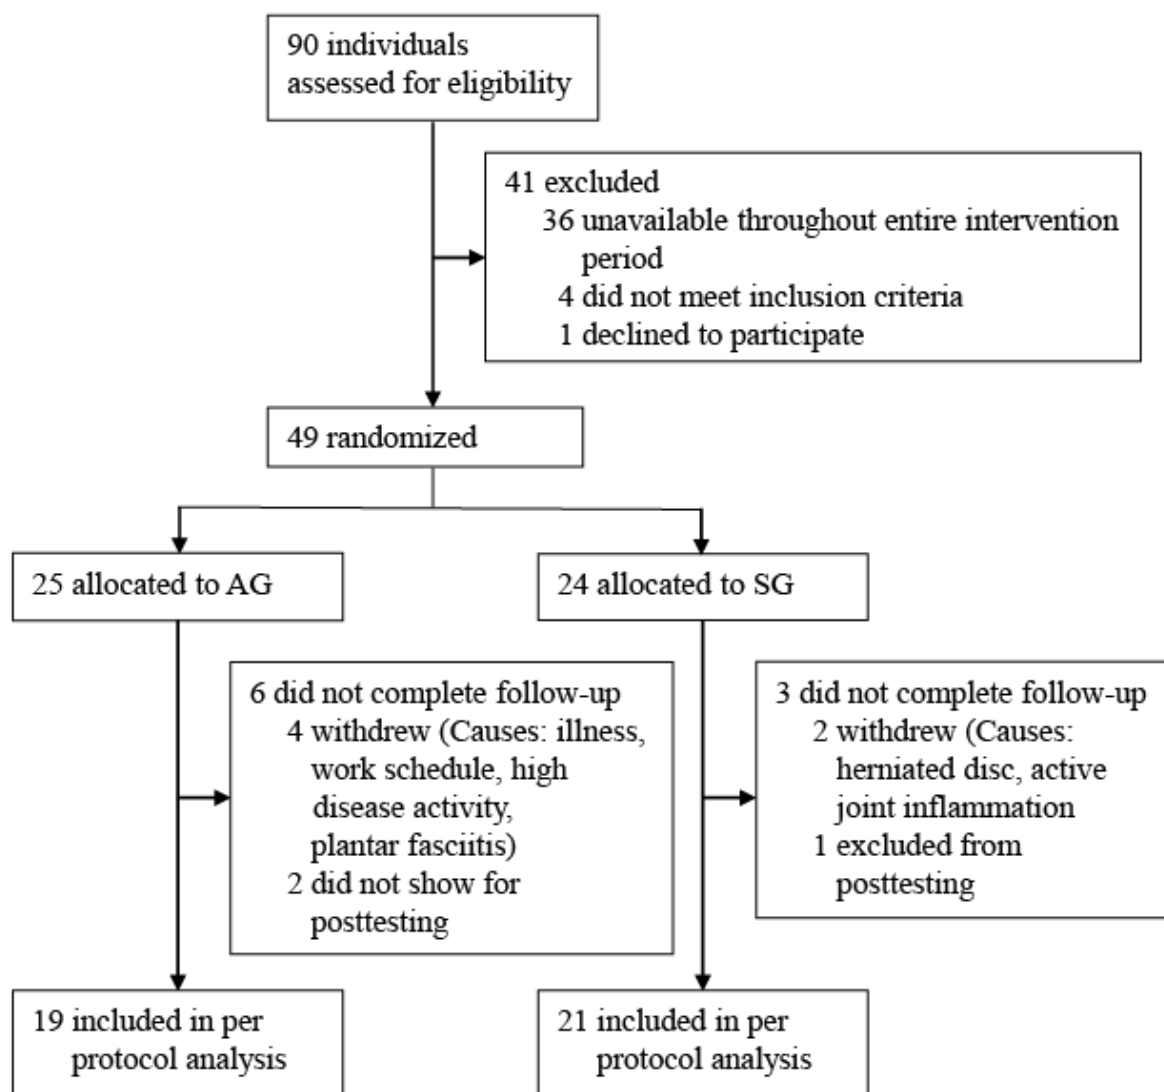 90 individuals
assessed for eligibility
41 excluded
36 unavailable throughout entire intervention
period
4 did not meet inclusion criteria
1 declined to participate
49 randomized
25 allocated to AG
24 allocated to SG
6 did not complete follow-up
4 withdrew (Causes: illness,
work schedule, high
disease activity,
plantar fasciitis)
2 did not show for
posttesting
3 did not complete follow-up
2 withdrew (Causes:
herniated disc, active
joint inflammation
1 excluded from
posttesting
19 included in per
protocol analysis
21 included in per
protocol analysis